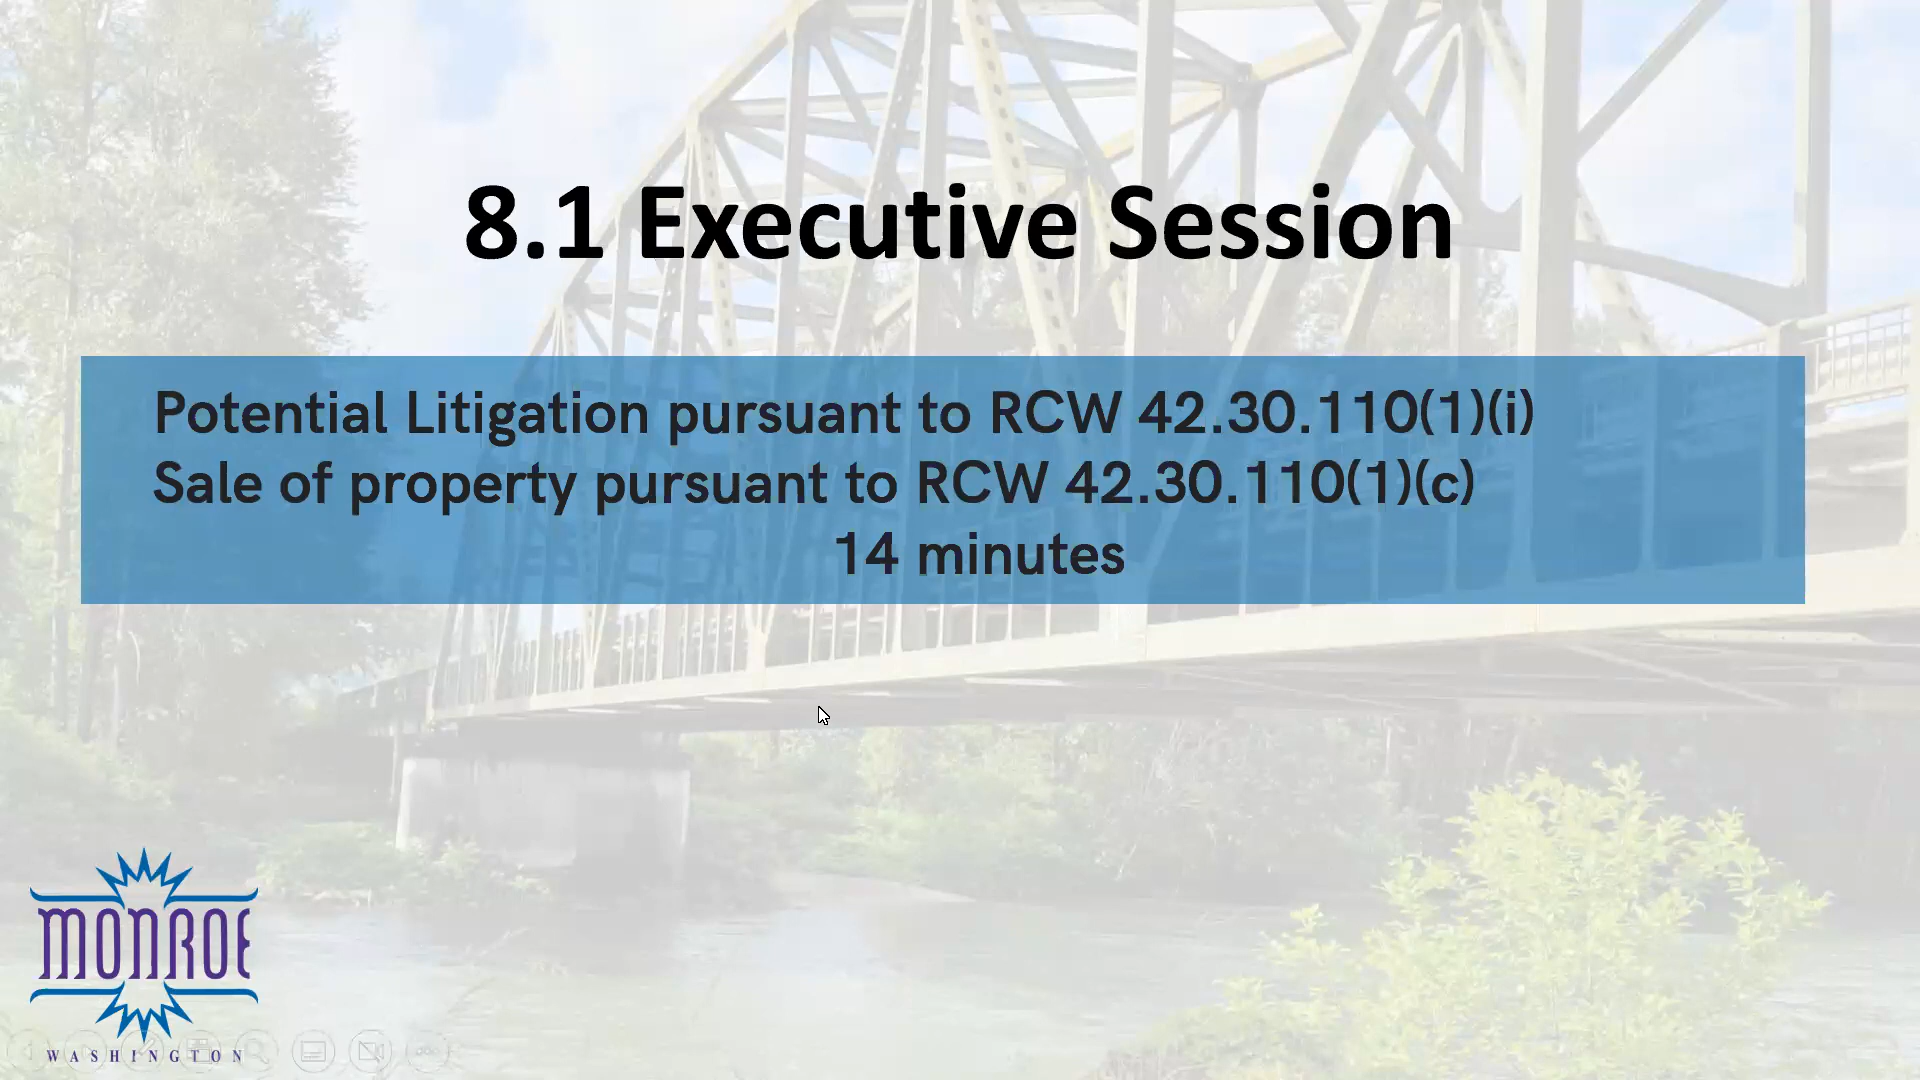 8.1 Executive Session
Potential Litigation pursuant to RCW 42.30.110(1)(i)
Sale of property pursuant to RCW 42.30.110(1)(c)
14 minutes
MONROE
WASHINGTON